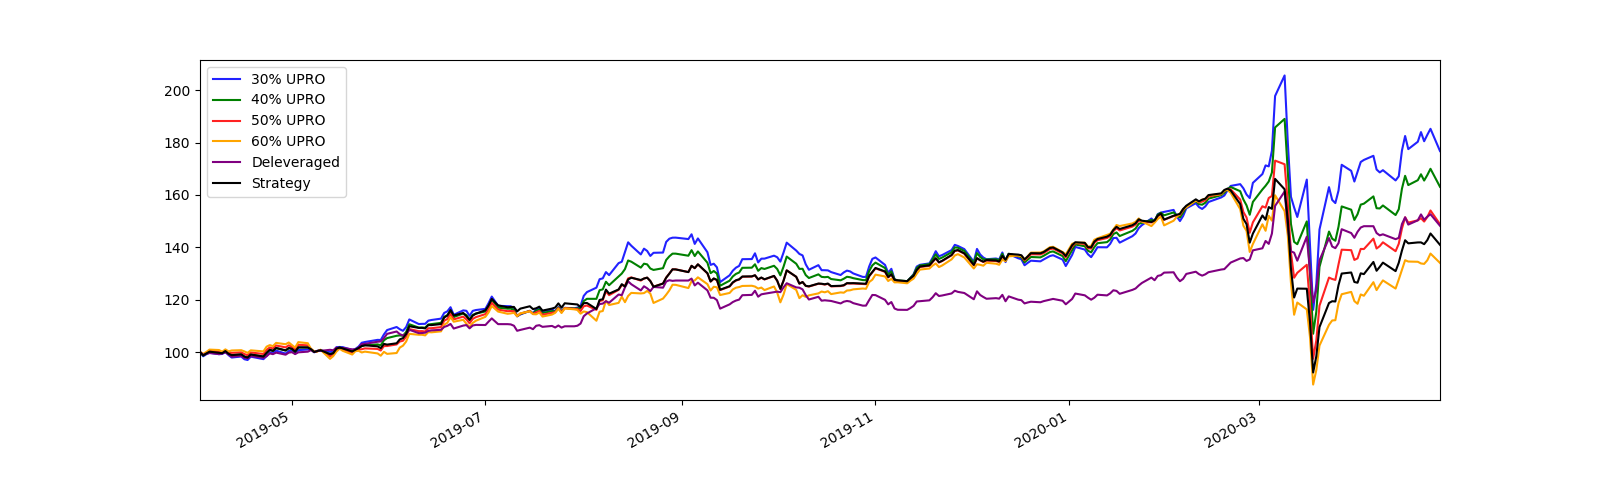 30% UPRO
40% UPRO
50% UPRO
60% UPRO
Deleveraged
Strategy
200
180
160
140
120
100
2019-05
2019-07
2019-09
2019-11
2020-01
2020-03